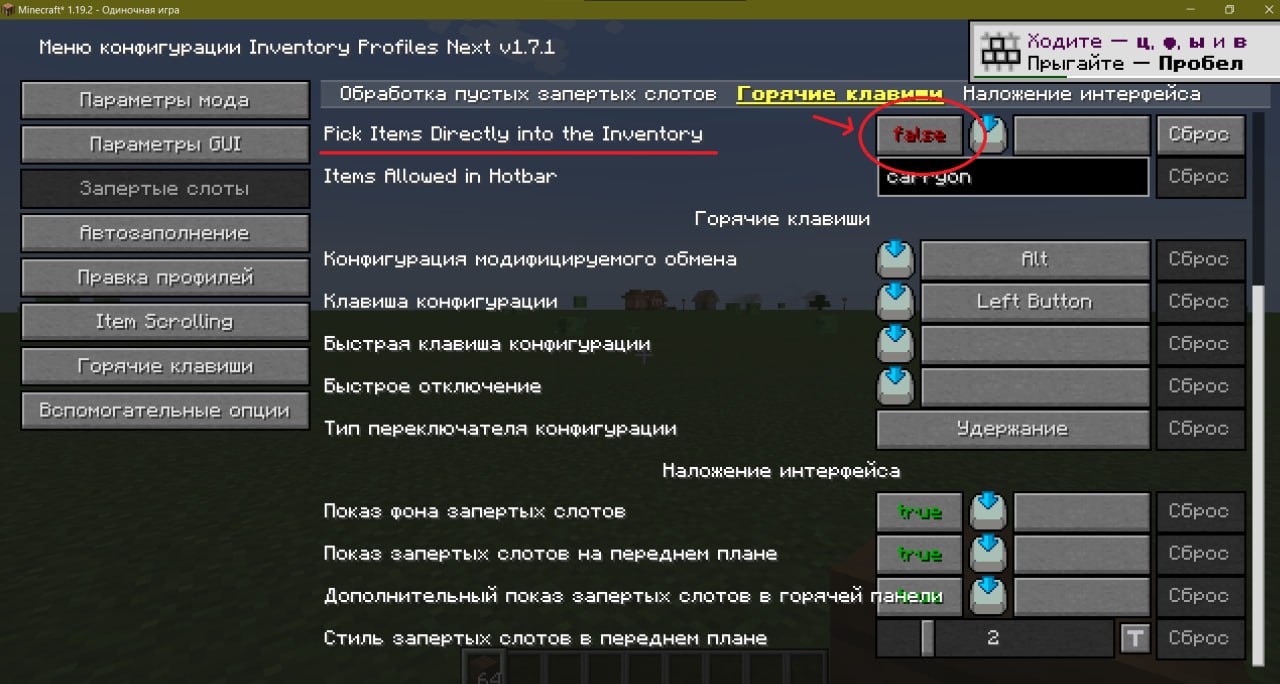 Minecraft* 1.19.2 - Одиночная игра
Меню конфигурации Inventory Profiles Next v1.7.1
Ходите — ц, ф, ы и в
Прыгайте — Пробел
Параметры мода
Параметры GUI
Запертые слоты
Автозаполнение
Правка профилей
Item Scrolling
Горячие клавиши
Вспомогательные опции
Обработка пустых запертых слотов Горячие клавиши Наложение интерфейса
Pick Items Directly into the Inventory false Сброс
Items Allowed in Hotbar carryon Сброс
Горячие клавиши
Конфигурация модифицируемого обмена Alt Сброс
Клавиша конфигурации Left Button Сброс
Быстрая клавиша конфигурации Сброс
Быстрое отключение Сброс
Тип переключателя конфигурации Удержание Сброс
Наложение интерфейса
Показ фона запертых слотов true Сброс
Показ запертых слотов на переднем плане true Сброс
Дополнительный показ запертых слотов в горячей панели true Сброс
Стиль запертых слотов в переднем плане 2 T Сброс
64